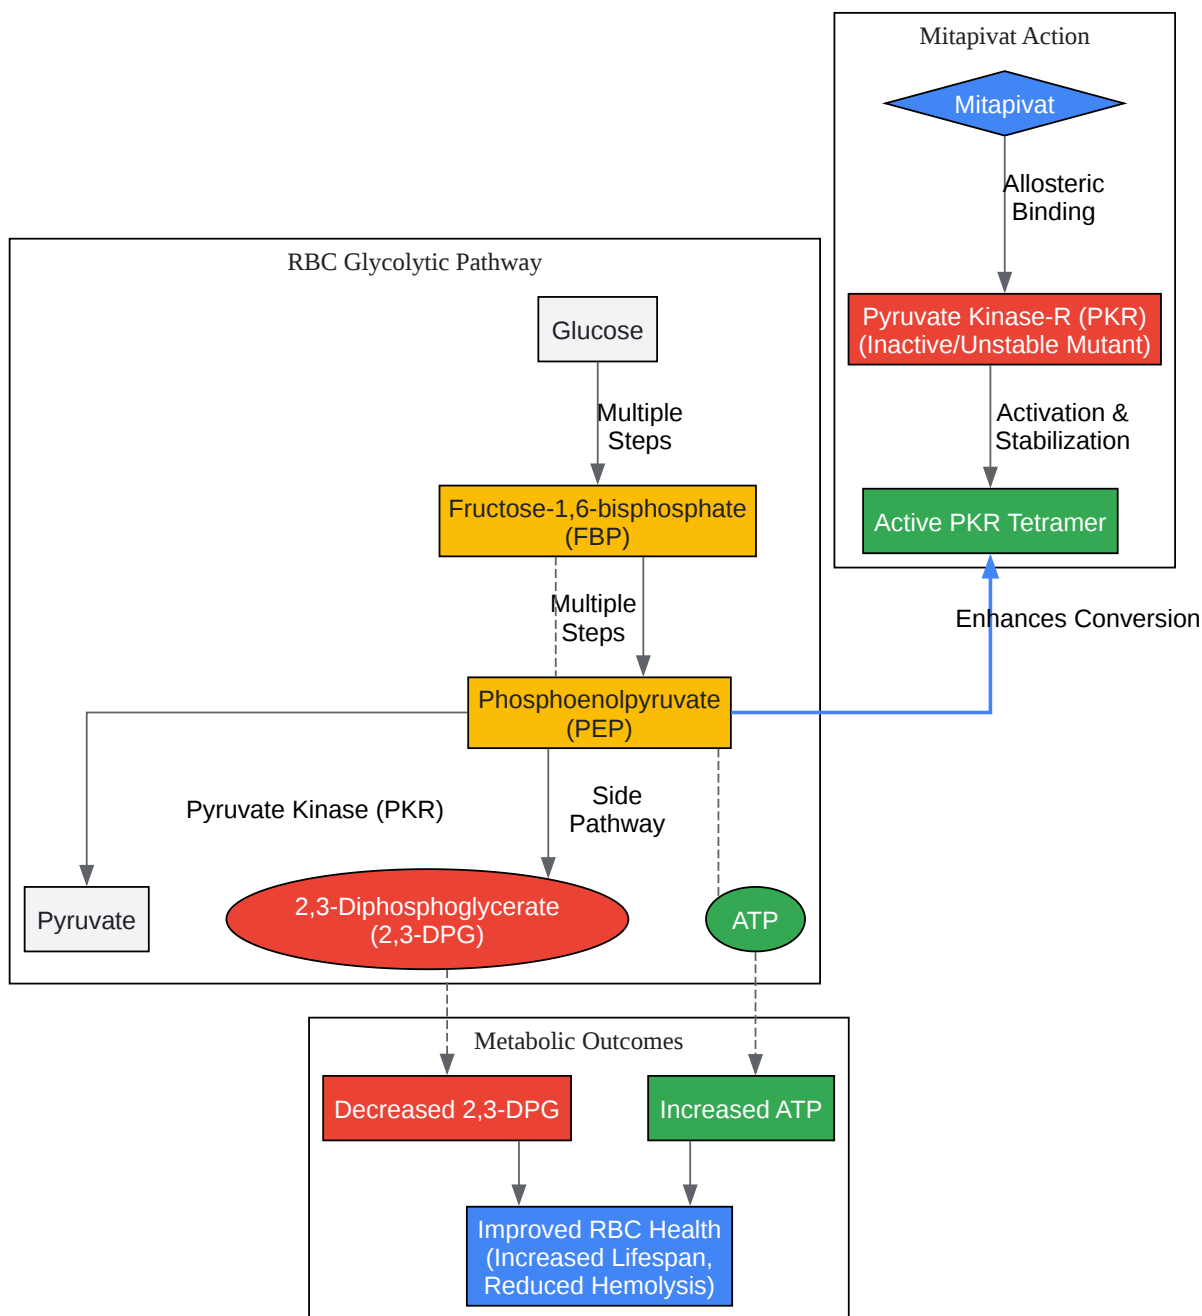 Mitapivat Action
Mitapivat
Allosteric
Binding
RBC Glycolytic Pathway
Glucose
Pyruvate Kinase-R (PKR)
(Inactive/Unstable Mutant)
Multiple
Steps
Activation &
Stabilization
Fructose-1,6-bisphosphate
(FBP)
Active PKR Tetramer
Multiple
Steps
Enhances Conversion
Phosphoenolpyruvate
(PEP)
Pyruvate Kinase (PKR)
Side
Pathway
Pyruvate
2,3-Diphosphoglycerate
(2,3-DPG)
ATP
Metabolic Outcomes
Decreased 2,3-DPG
Increased ATP
Improved RBC Health
(Increased Lifespan,
Reduced Hemolysis)